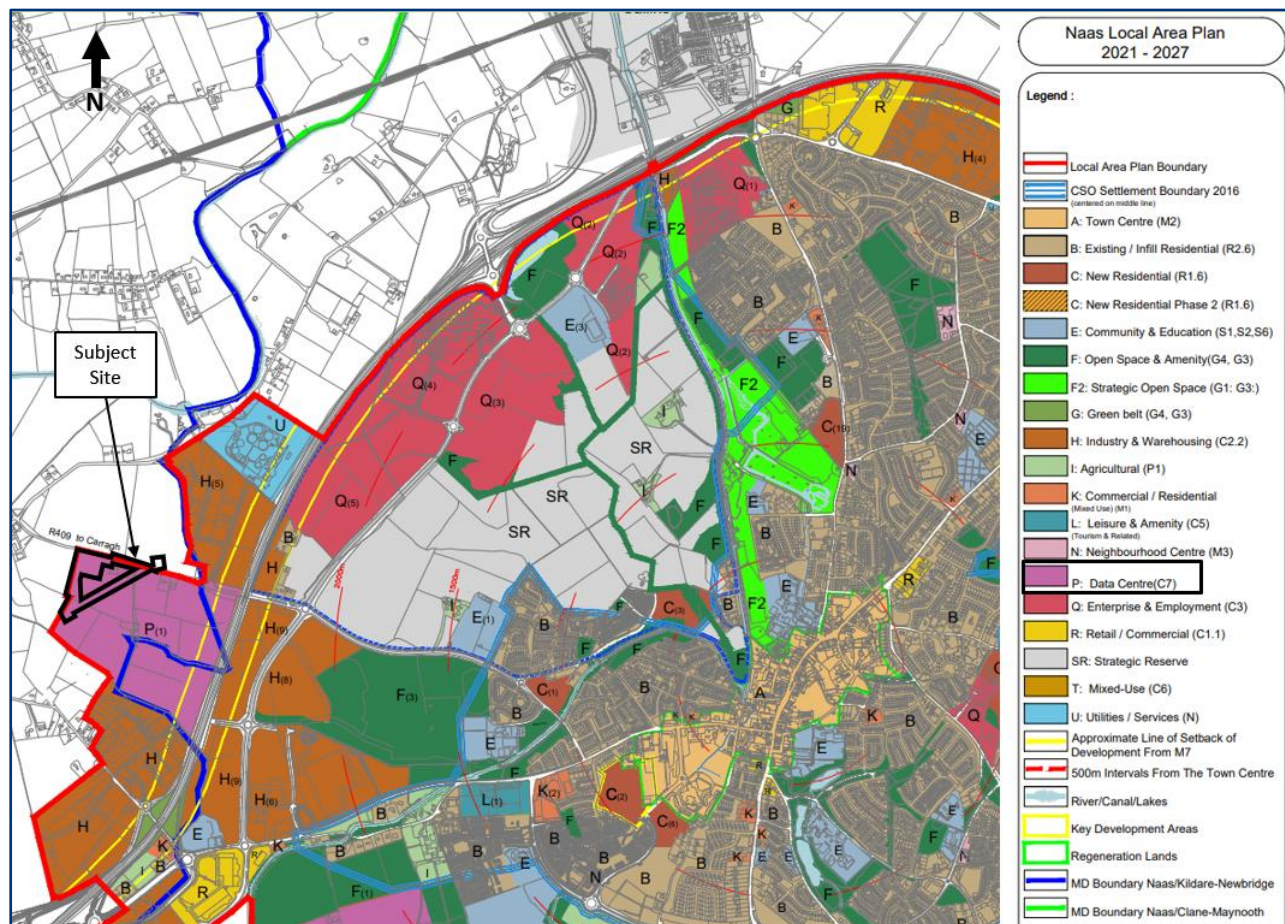 Naas Local Area Plan
2021 - 2027
Legend :
Local Area Plan Boundary
CSO Settlement Boundary 2016
(centered on middle line)
A: Town Centre (M2)
B: Existing / Infill Residential (R2.6)
C: New Residential (R1.6)
C: New Residential Phase 2 (R1.6)
E: Community & Education (S1,S2,S6)
F: Open Space & Amenity(G4, G3)
F2: Strategic Open Space (G1: G3:)
G: Green belt (G4, G3)
H: Industry & Warehousing (C2.2)
I: Agricultural (P1)
K: Commercial / Residential
(Mixed Use) (M1)
L: Leisure & Amenity (C5)
(Tourism & Related)
N: Neighbourhood Centre (M3)
P: Data Centre(C7)
Q: Enterprise & Employment (C3)
R: Retail / Commercial (C1.1)
SR: Strategic Reserve
T: Mixed-Use (C6)
U: Utilities / Services (N)
Approximate Line of Setback of
Development From M7
500m Intervals From The Town Centre
River/Canal/Lakes
Key Development Areas
Regeneration Lands
MD Boundary Naas/Kildare-Newbridge
MD Boundary Naas/Clane-Maynooth
N
Subject
Site
R409 to Carragh
G
R
H(4)
H
Q(1)
Q(2)
F
F2
Q(2)
B
K
B
F
F
E(3)
Q(2)
B
F
E
K
N
Q(4)
Q(3)
I
SR
F
F2
B
C(19)
N
E
U
H(5)
Q(5)
F
SR
I
SR
F
E
B
N
K
B
H
SR
2000m
1500m
I
E(1)
B
F
C(3)
B
F2
E
R
F
P(1)
H(9)
H(8)
F(3)
C(1)
B
F
A
B
K
Q
E
B
H
H(9)
H(6)
L(1)
K(2)
C(2)
C(6)
R
E
H
K
E
B
I
R
F(1)
B
N
B
F